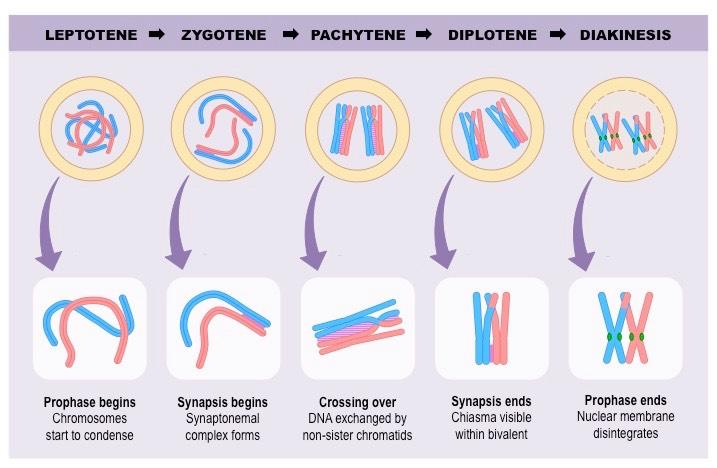 LEPTOTENE ➡ ZYGOTENE ➡ PACHYTENE ➡ DIPLOTENE ➡ DIAKINESIS
Prophase begins
Chromosomes
start to condense
Synapsis begins
Synaptonemal
complex forms
Crossing over
DNA exchanged by
non-sister chromatids
Synapsis ends
Chiasma visible
within bivalent
Prophase ends
Nuclear membrane
disintegrates